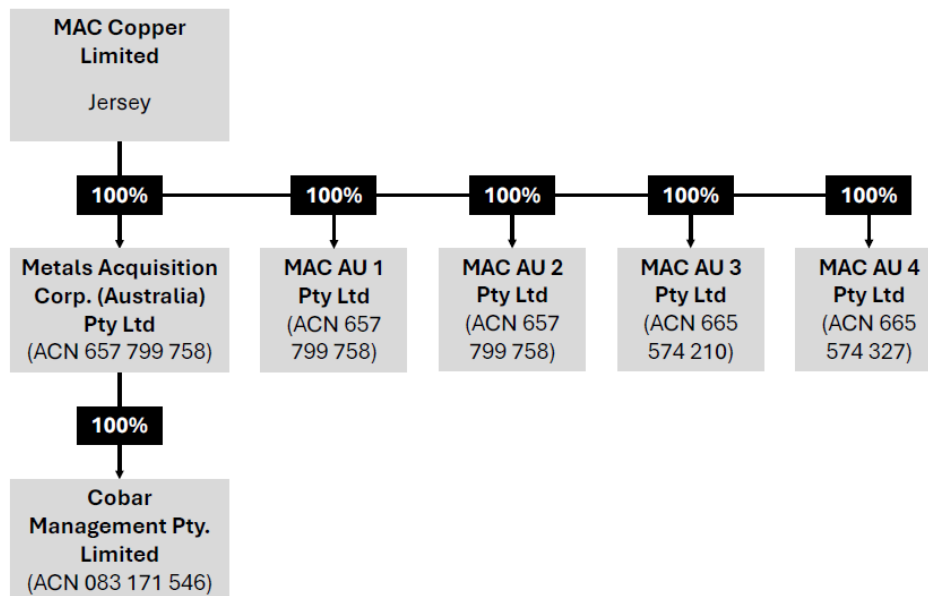 MAC Copper
Limited
Jersey
100%
100%
100%
100%
100%
Metals Acquisition
Corp. (Australia)
Pty Ltd
(ACN 657 799 758)
MAC AU 1
Pty Ltd
(ACN 657
799 758)
MAC AU 2
Pty Ltd
(ACN 657
799 758)
MAC AU 3
Pty Ltd
(ACN 665
574 210)
MAC AU 4
Pty Ltd
(ACN 665
574 327)
100%
Cobar
Management Pty.
Limited
(ACN 083 171 546)